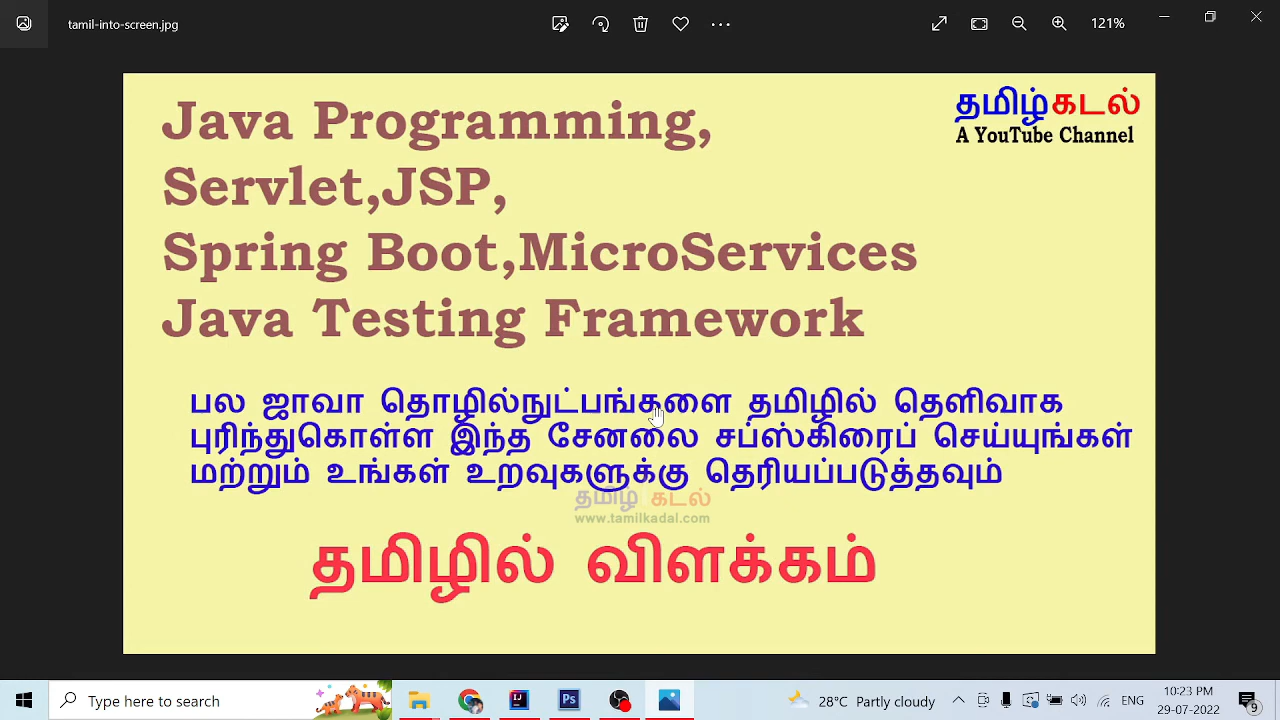 tamil-into-screen.jpg
121%
தமிழ்கடல்
A YouTube Channel
Java Programming,
Servlet,JSP,
Spring Boot,MicroServices
Java Testing Framework
பல ஜாவா தொழில்நுட்பங்களை தமிழில் தெளிவாக
புரிந்துகொள்ள இந்த சேனலை சப்ஸ்கிரைப் செய்யுங்கள்
மற்றும் உங்கள் உறவுகளுக்கு தெரியப்படுத்தவும்
தமிழ் கடல்
www.tamilkadal.com
தமிழில் விளக்கம்
Type here to search
28°C Partly cloudy
ENG
10:23 PM
29-07-2022
9